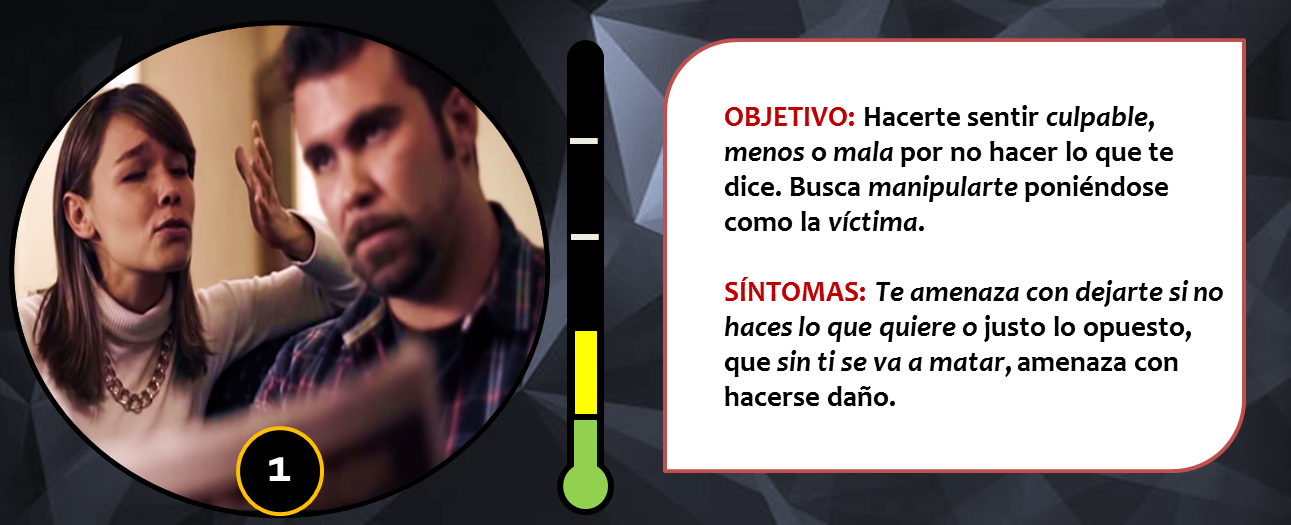 OBJETIVO: Hacerte sentir culpable,
menos o mala por no hacer lo que te
dice. Busca manipularte poniéndose
como la víctima.
SÍNTOMAS: Te amenaza con dejarte si no
haces lo que quiere o justo lo opuesto,
que sin ti se va a matar, amenaza con
hacerse daño.
1